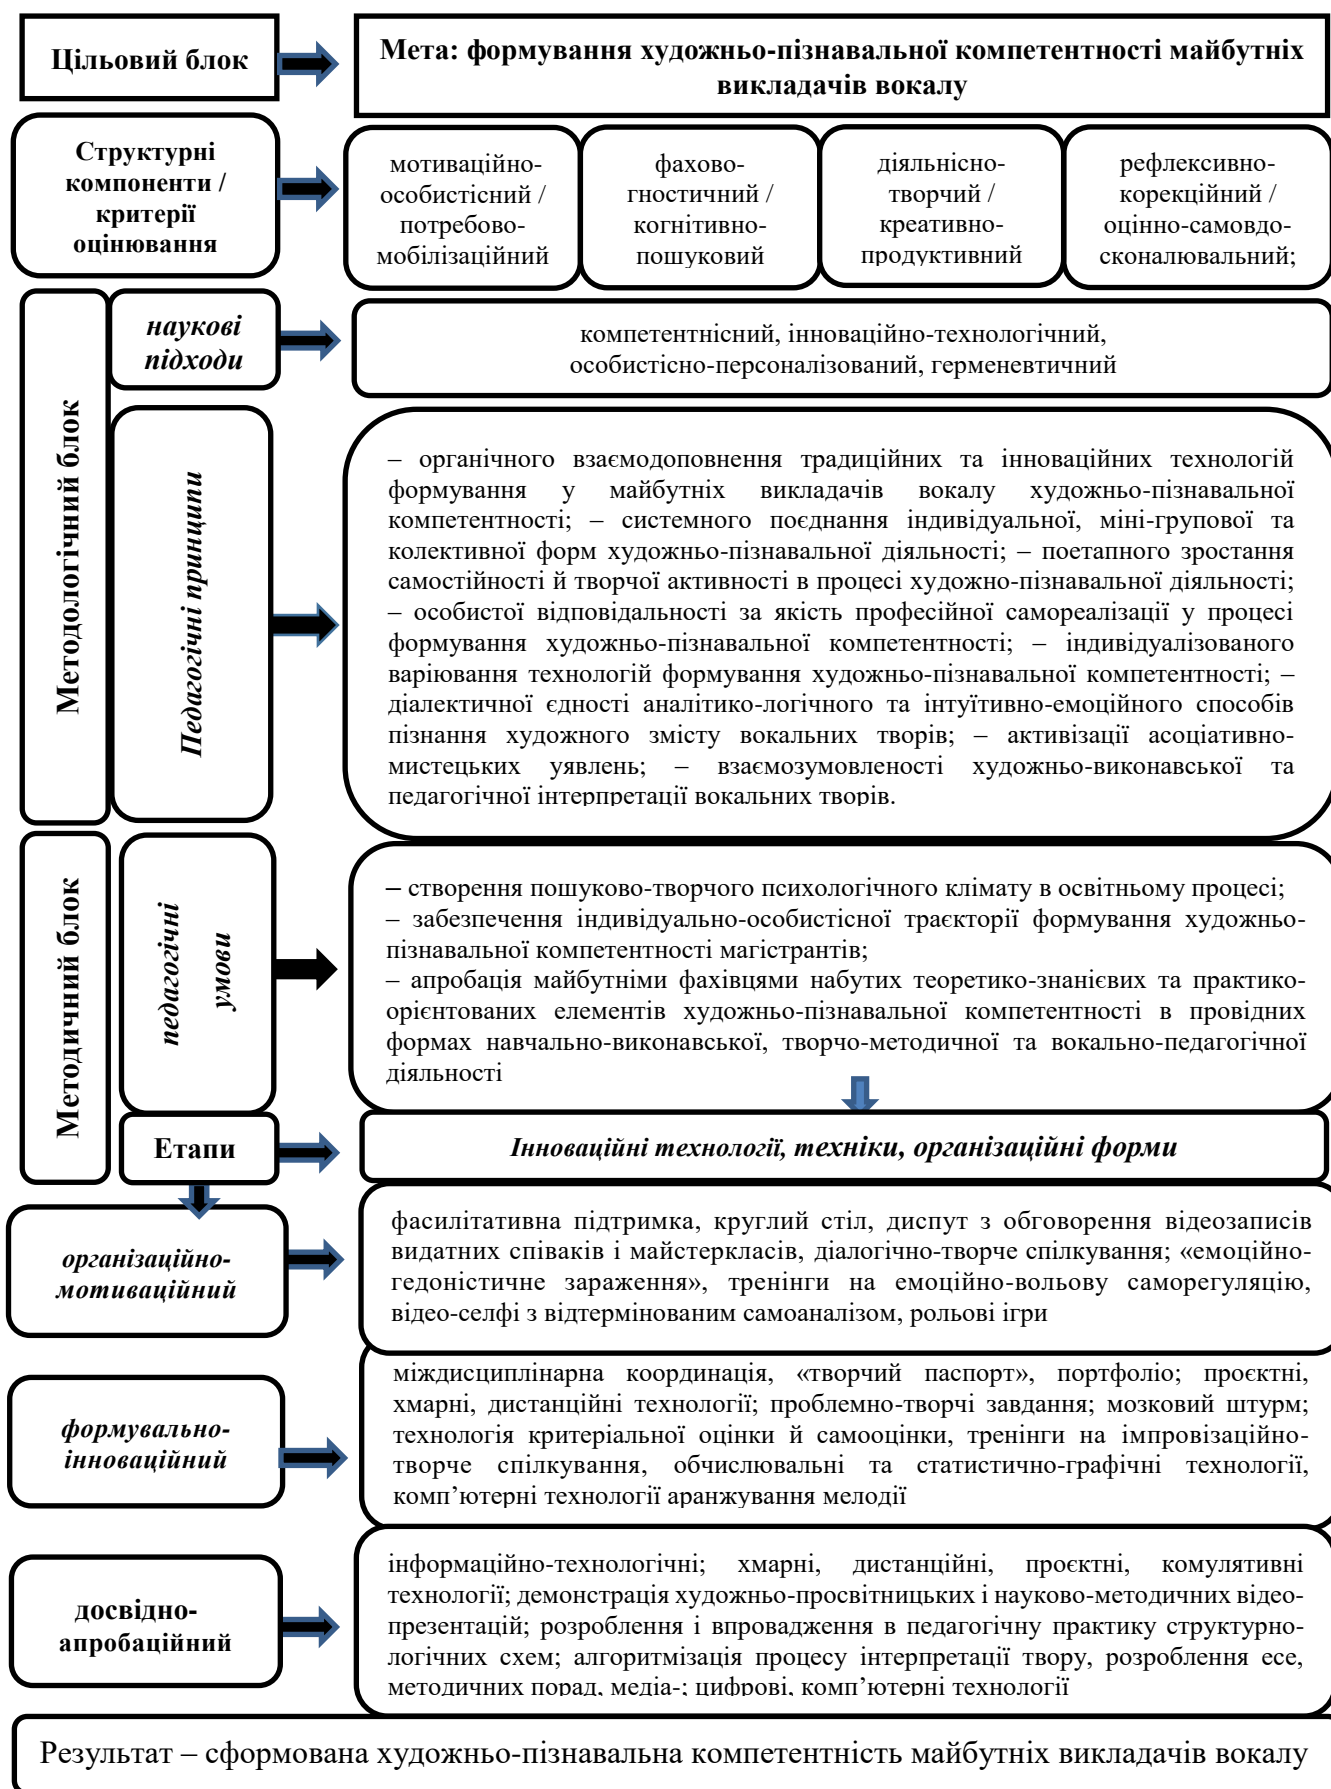 Цільовий блок
Мета: формування художньо-пізнавальної компетентності майбутніх
викладачів вокалу
Структурні
компоненти /
критерії
оцінювання
мотиваційно-
особистісний /
потребово-
мобілізаційний
фахово-
гностичний /
когнітивно-
пошуковий
діяльнісно-
творчий /
креативно-
продуктивний
рефлексивно-
корекційний /
оцінно-самовдо-
сконалювальний;
Методологічний блок
наукові
підходи
компетентнісний, інноваційно-технологічний,
особистісно-персоналізований, герменевтичний
Педагогічні принципи
– органічного взаємодоповнення традиційних та інноваційних технологій
формування у майбутніх викладачів вокалу художньо-пізнавальної
компетентності; – системного поєднання індивідуальної, міні-групової та
колективної форм художньо-пізнавальної діяльності; – поетапного зростання
самостійності й творчої активності в процесі художно-пізнавальної діяльності;
– особистої відповідальності за якість професійної самореалізації у процесі
формування художньо-пізнавальної компетентності; – індивідуалізованого
варіювання технологій формування художньо-пізнавальної компетентності; –
діалектичної єдності аналітико-логічного та інтуїтивно-емоційного способів
пізнання художного змісту вокальних творів; – активізації асоціативно-
мистецьких уявлень; – взаємозумовленості художньо-виконавської та
педагогічної інтерпретації вокальних творів.
Методичний блок
педагогічні
умови
– створення пошуково-творчого психологічного клімату в освітньому процесі;
– забезпечення індивідуально-особистісної траєкторії формування художньо-
пізнавальної компетентності магістрантів;
– апробація майбутніми фахівцями набутих теоретико-знанієвих та практико-
орієнтованих елементів художньо-пізнавальної компетентності в провідних
формах навчально-виконавської, творчо-методичної та вокально-педагогічної
діяльності
Етапи
Інноваційні технології, техніки, організаційні форми
організаційно-
мотиваційний
фасилітативна підтримка, круглий стіл, диспут з обговорення відеозаписів
видатних співаків і майстеркласів, діалогічно-творче спілкування; «емоційно-
гедоністичне зараження», тренінги на емоційно-вольову саморегуляцію,
відео-селфі з відтермінованим самоаналізом, рольові ігри
формувально-
інноваційний
міждисциплінарна координація, «творчий паспорт», портфоліо; проєктні,
хмарні, дистанційні технології; проблемно-творчі завдання; мозковий штурм;
технологія критеріальної оцінки й самооцінки, тренінги на імпровізаційно-
творче спілкування, обчислювальні та статистично-графічні технології,
комп’ютерні технології аранжування мелодії
досвідно-
апробаційний
інформаційно-технологічні; хмарні, дистанційні, проєктні, комулятивні
технології; демонстрація художньо-просвітницьких і науково-методичних відео-
презентацій; розроблення і впровадження в педагогічну практику структурно-
логічних схем; алгоритмізація процесу інтерпретації твору, розроблення есе,
методичних порад, медіа-; цифрові, комп’ютерні технології
Результат – сформована художньо-пізнавальна компетентність майбутніх викладачів вокалу